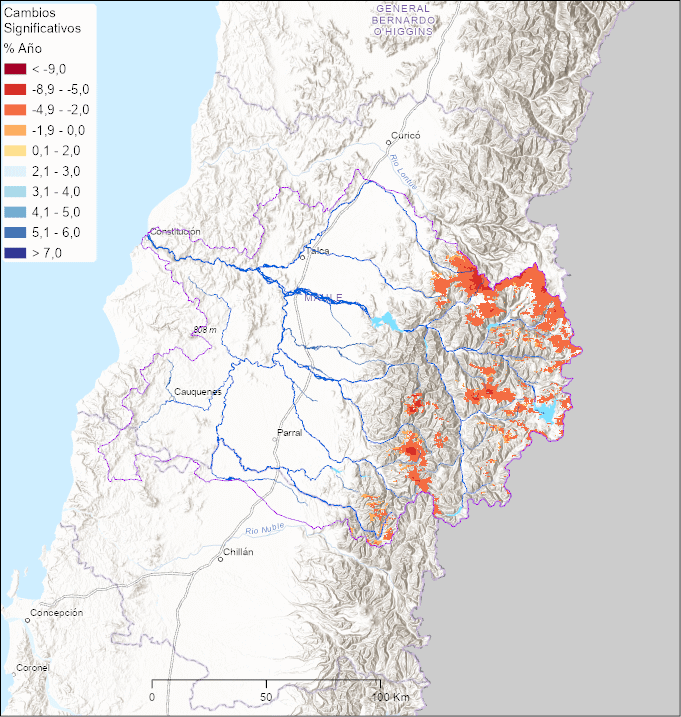 Cambios
Significativos
% Año
< -9,0
-8,9 - -5,0
-4,9 - -2,0
-1,9 - 0,0
0,1 - 2,0
2,1 - 3,0
3,1 - 4,0
4,1 - 5,0
5,1 - 6,0
> 7,0
GENERAL
BERNARDO
O'HIGGINS
Curicó
Río Lontué
Constitución
Talca
MAULE
808 m
Cauquenes
Parral
Río Ñuble
Chillán
Concepción
Coronel
0 50 100 Km